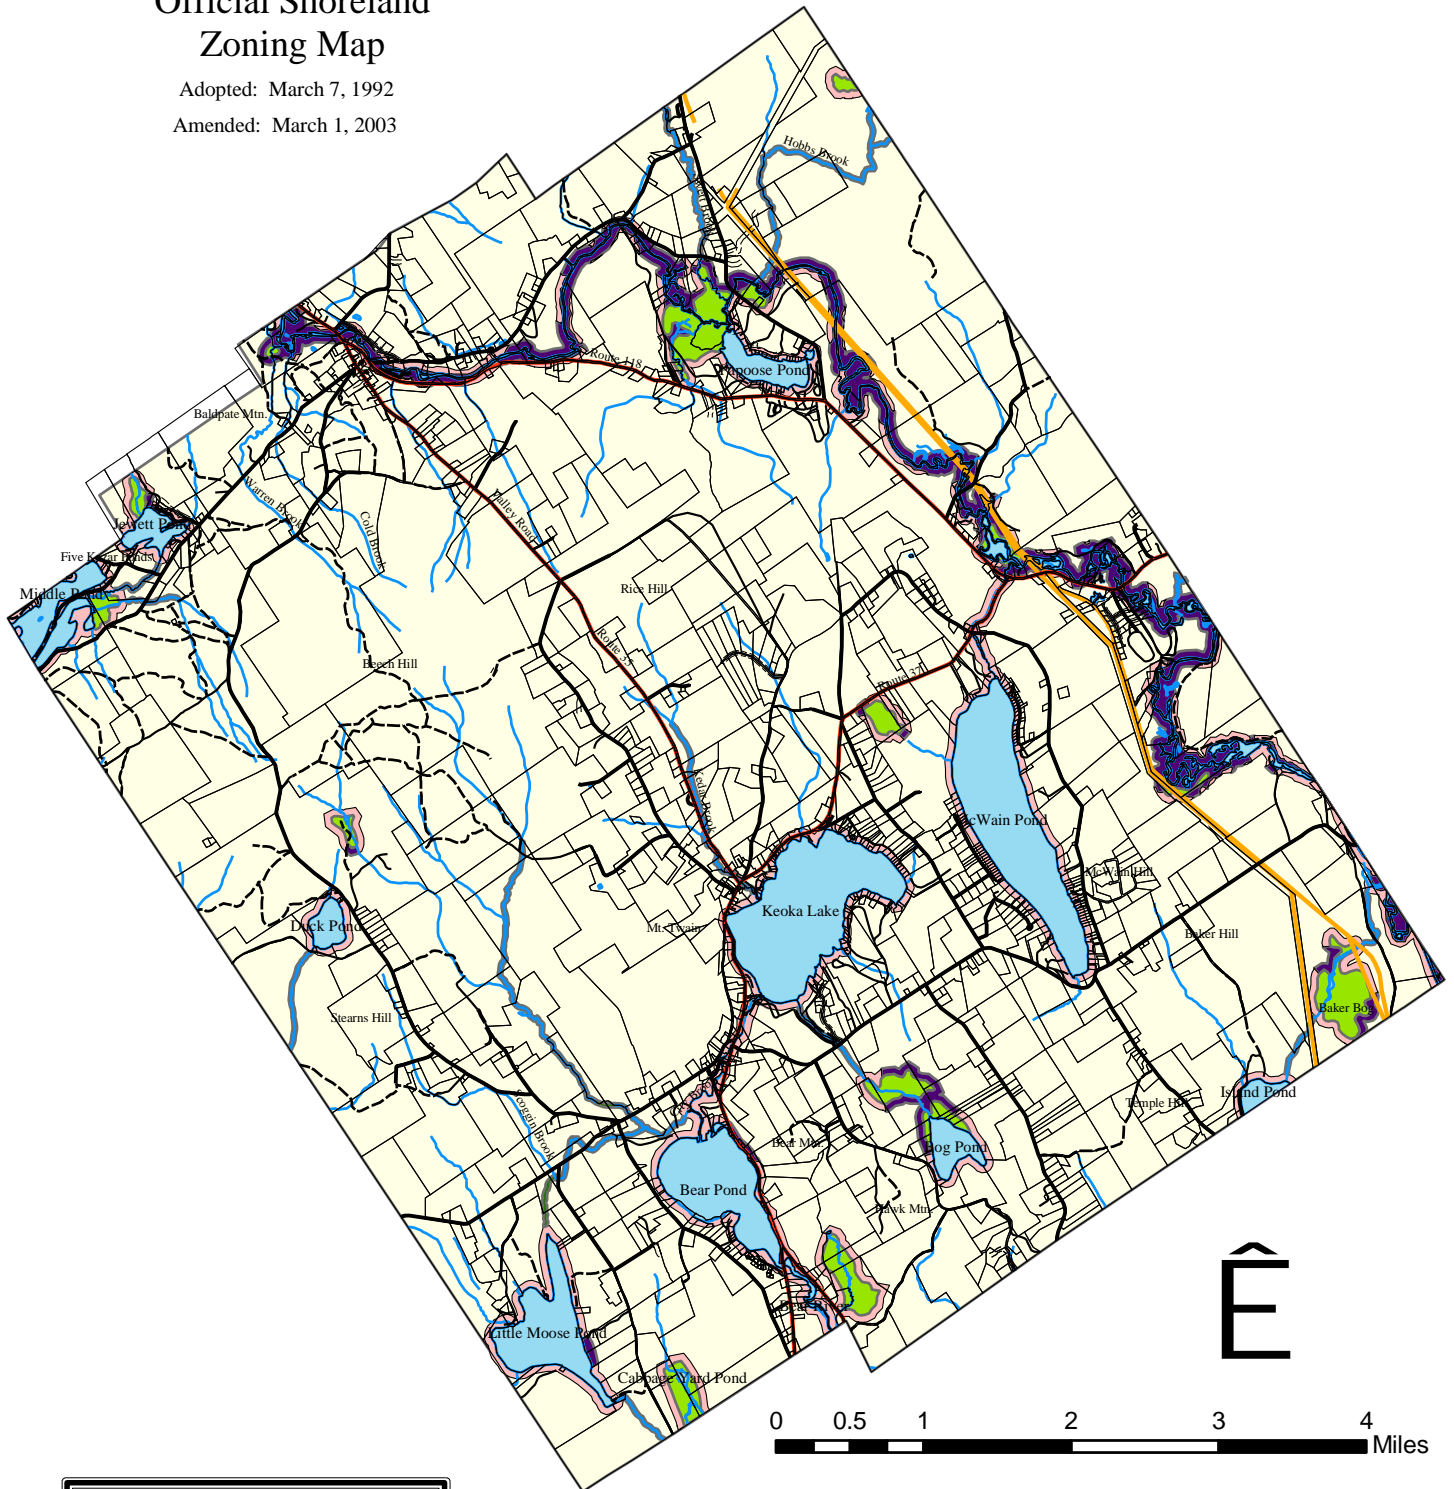 Official Shoreland
Zoning Map
Adopted: March 7, 1992
Amended: March 1, 2003
Hobbs Brook
Route 118
Papoose Pond
Baldpate Mtn.
Warren Brook
Cold Brook
Valley Road
Jewett Pond
Five Kezar Ponds
Middle Pond
Rice Hill
Route 35
Beech Hill
Route 37
Kedar Brook
McWain Pond
McWain Hill
Keoka Lake
Duck Pond
Mt. Twain
Baker Hill
Stearns Hill
Baker Bog
Island Pond
Temple Hill
Bear Mtn.
Bog Pond
Bear Pond
Hawk Mtn.
Bear River
Little Moose Pond
Cabbage Yard Pond
Ê
0 0.5 1 2 3 4
Miles